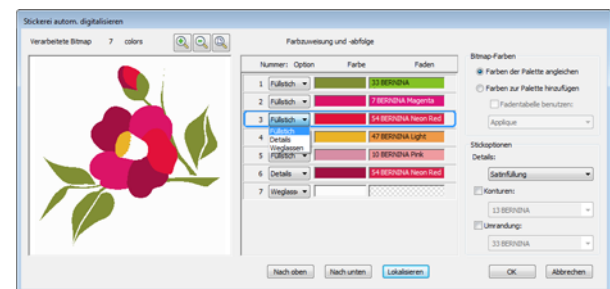 Stickerei autom. digitalisieren
Verarbeitete Bitmap 7 colors
Farbzuweisung und -abfolge
Nummer: Option Farbe Faden
1 Füllstich 33 BERNINA
2 Füllstich 7 BERNINA Magenta
3 Füllstich 54 BERNINA Neon Red
Füllstich
4 Details 47 BERNINA Light
Weglassen
5 Füllstich 10 BERNINA Pink
6 Details 54 BERNINA Neon Red
7 Weglass
Nach oben Nach unten Lokalisieren
Bitmap-Farben
Farben der Palette angleichen
Farben zur Palette hinzufügen
Fadentabelle benutzen:
Applique
Stickoptionen
Details:
Satinfüllung
Konturen:
13 BERNINA
Umrandung:
33 BERNINA
OK Abbrechen